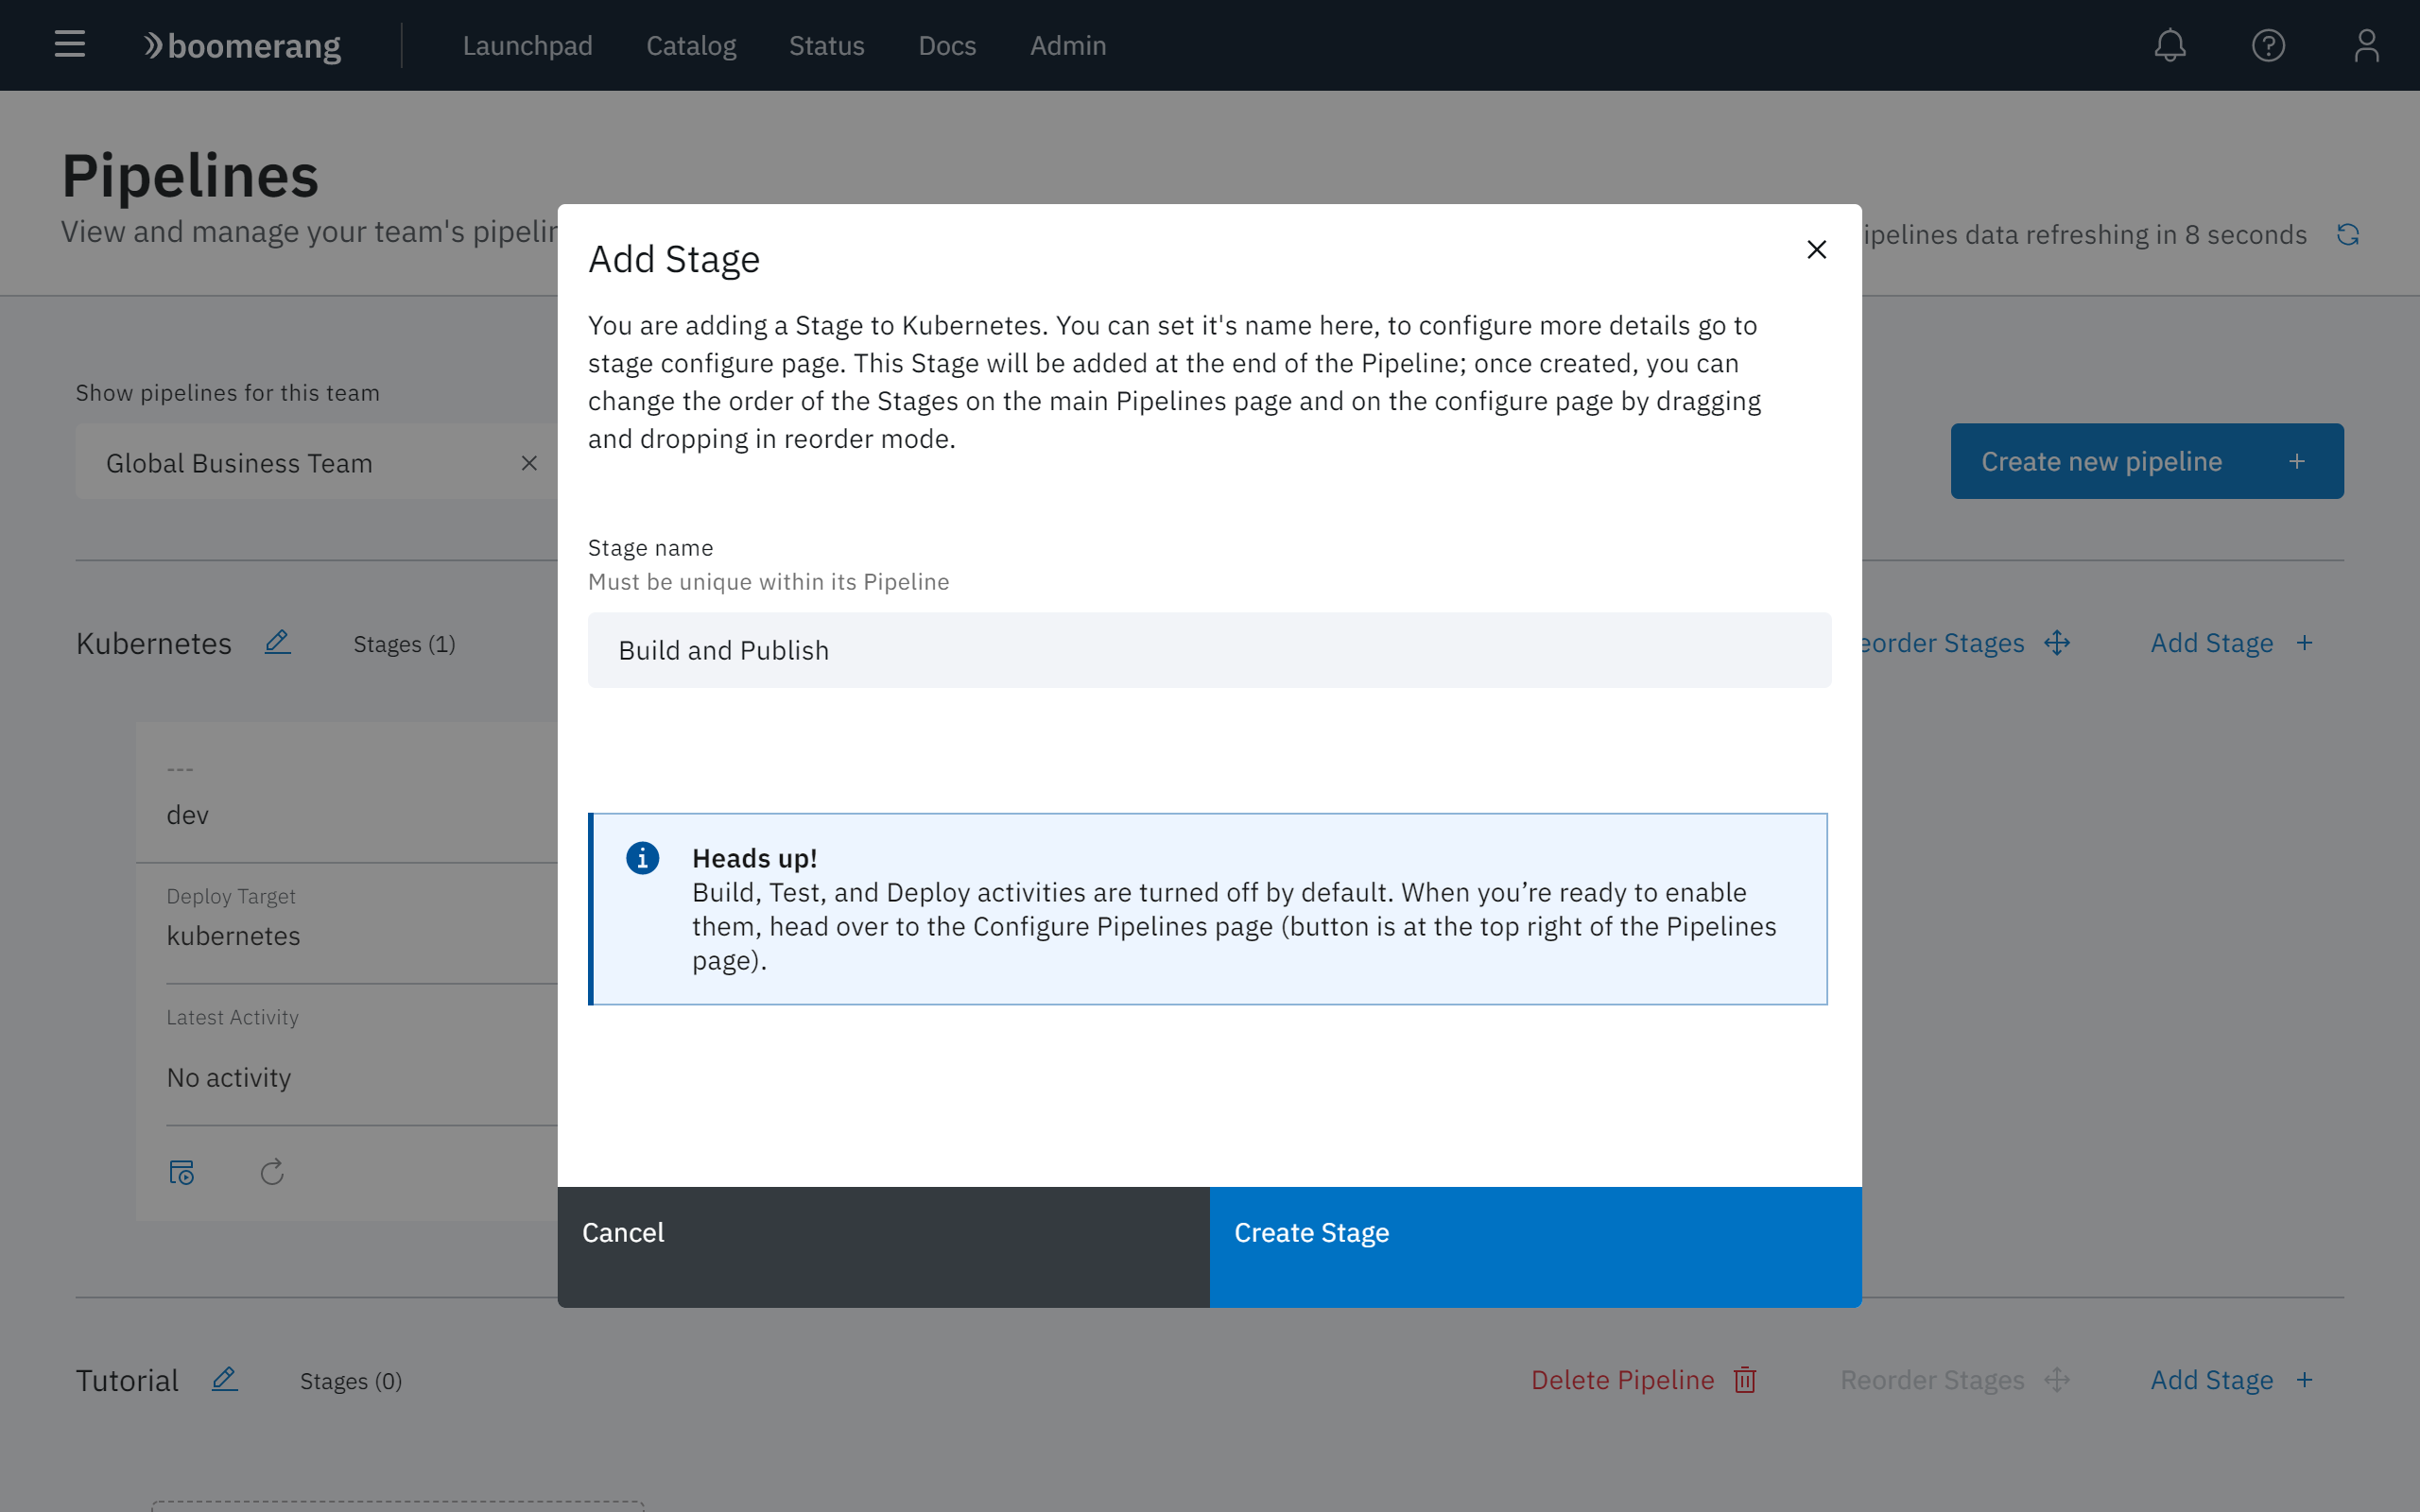 boomerang
Launchpad
Catalog
Status
Docs
Admin
Pipelines
View and manage your team's
data refreshing in 8 seconds
Show pipelines for this team
Global Business Team
Create new pipeline
Kubernetes
Stages (1)
Stages
Add Stage
---
dev
Deploy Target
kubernetes
Latest Activity
No activity
Add Stage
You are adding a Stage to Kubernetes. You can set it's name here, to configure more details go to
stage configure page. This Stage will be added at the end of the Pipeline; once created, you can
change the order of the Stages on the main Pipelines page and on the configure page by dragging
and dropping in reorder mode.
Stage name
Must be unique within its Pipeline
Build and Publish
Heads up!
Build, Test, and Deploy activities are turned off by default. When you’re ready to enable
them, head over to the Configure Pipelines page (button is at the top right of the Pipelines
page).
Cancel
Create Stage
Tutorial
Stages (0)
Delete Pipeline
Reorder Stages
Add Stage